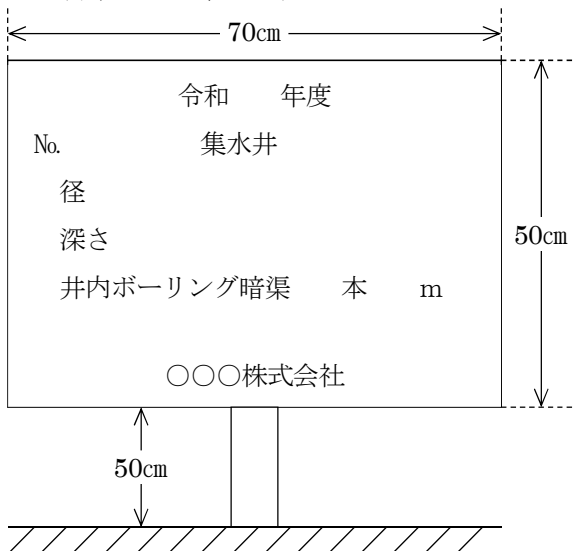 70cm
令和　　年度
No.　　　　　集水井
径
深さ
50cm
井内ボーリング暗渠　　本　　ｍ
○○○株式会社
50cm